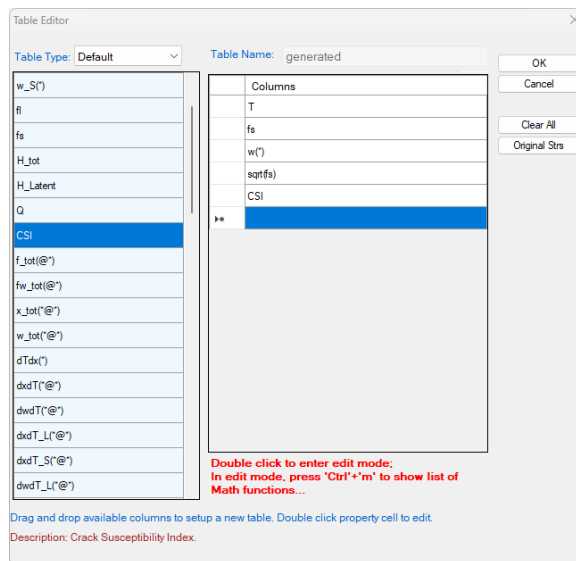 Table Editor
Table Type: Default
Table Name: generated
OK
Cancel
Clear All
Original Strs
w_S(*)
fl
fs
H_tot
H_Latent
Q
CSI
f_tot(@*)
fw_tot(@*)
x_tot(*@*)
w_tot(*@*)
dTdx(*)
dxdT(*@*)
dwdT(*@*)
dxdT_L(*@*)
dxdT_S(*@*)
dwdT_L(*@*)
Columns
T
fs
w(*)
sqrt(fs)
CSI
Double click to enter edit mode;
In edit mode, press 'Ctrl'+'m' to show list of
Math functions...
Drag and drop available columns to setup a new table. Double click property cell to edit.
Description: Crack Susceptibility Index.